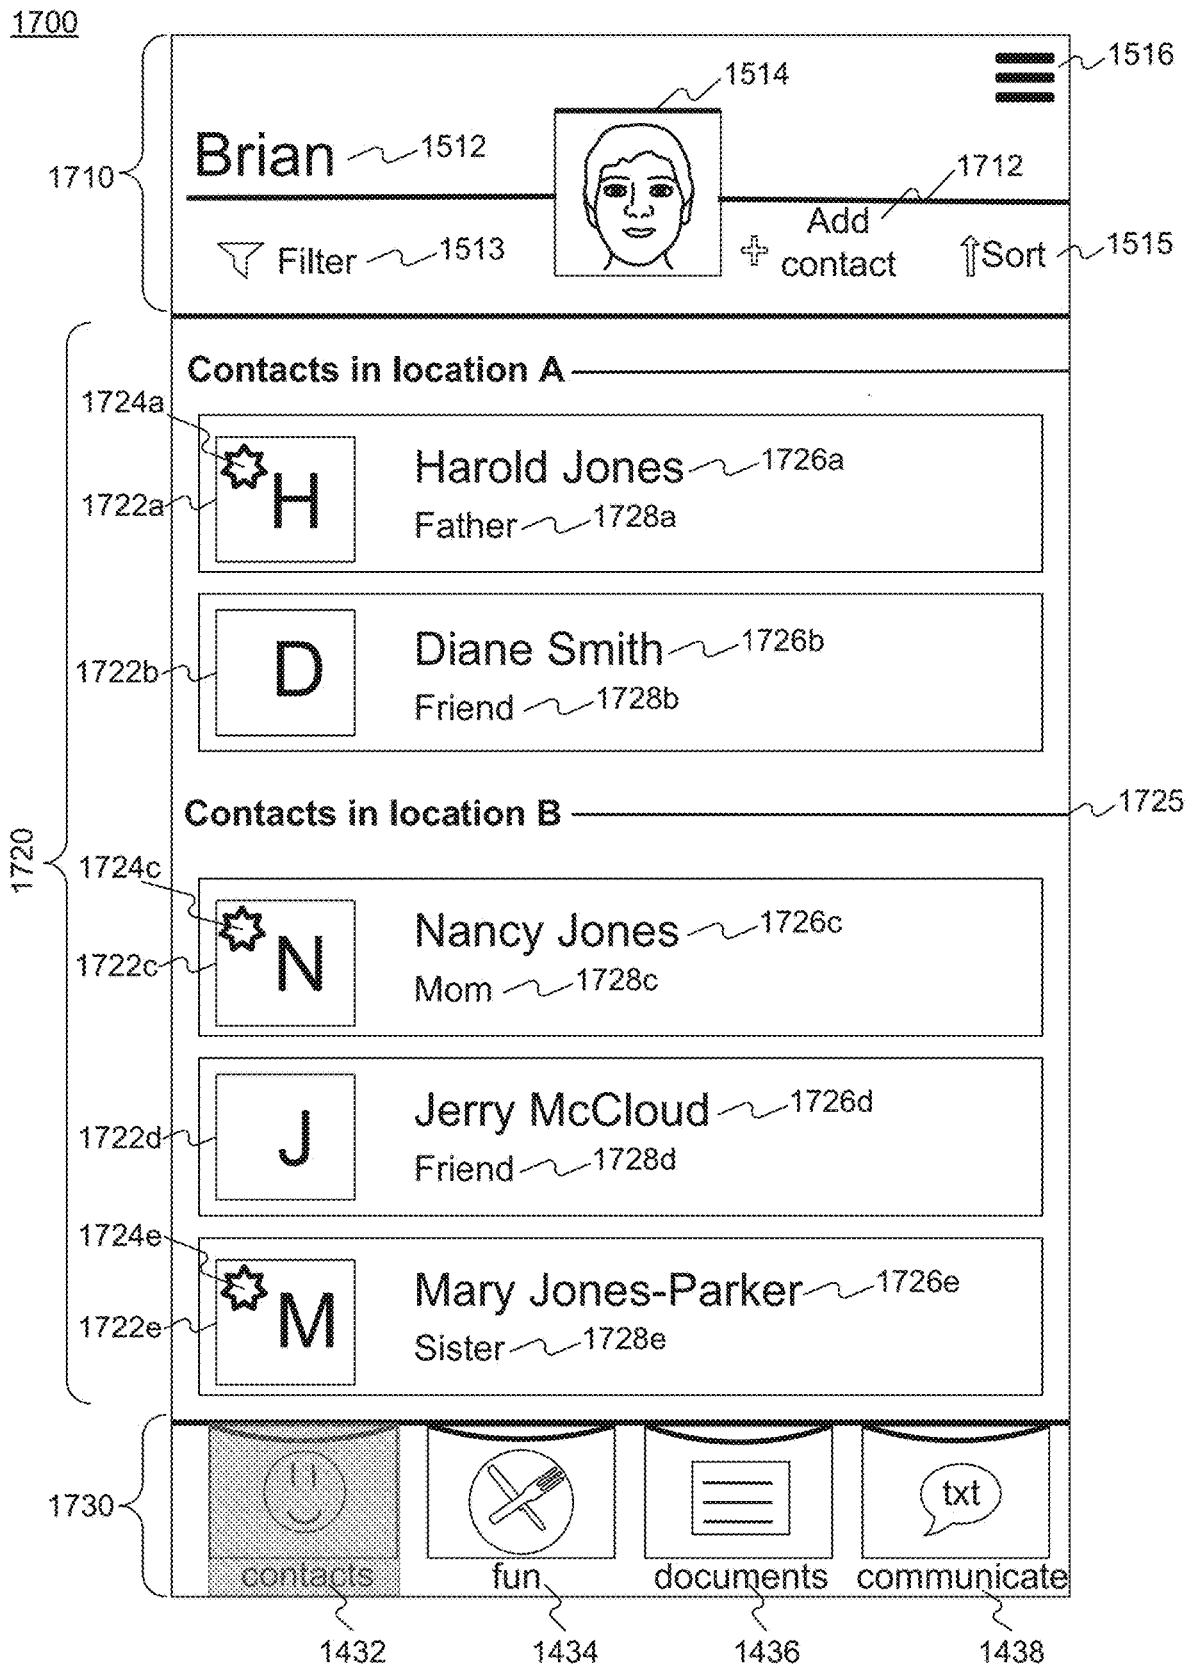 1700
1516
1514
Brian 1512
1710
1712
Filter 1513
Add
contact
Sort 1515
Contacts in location A
1724a
H
1722a
Harold Jones 1726a
Father 1728a
D
1722b
Diane Smith 1726b
Friend 1728b
Contacts in location B
1725
1720
1724c
N
1722c
Nancy Jones 1726c
Mom 1728c
J
1722d
Jerry McCloud 1726d
Friend 1728d
1724e
M
1722e
Mary Jones-Parker 1726e
Sister 1728e
1730
txt
contacts fun documents communicate
1432 1434 1436 1438